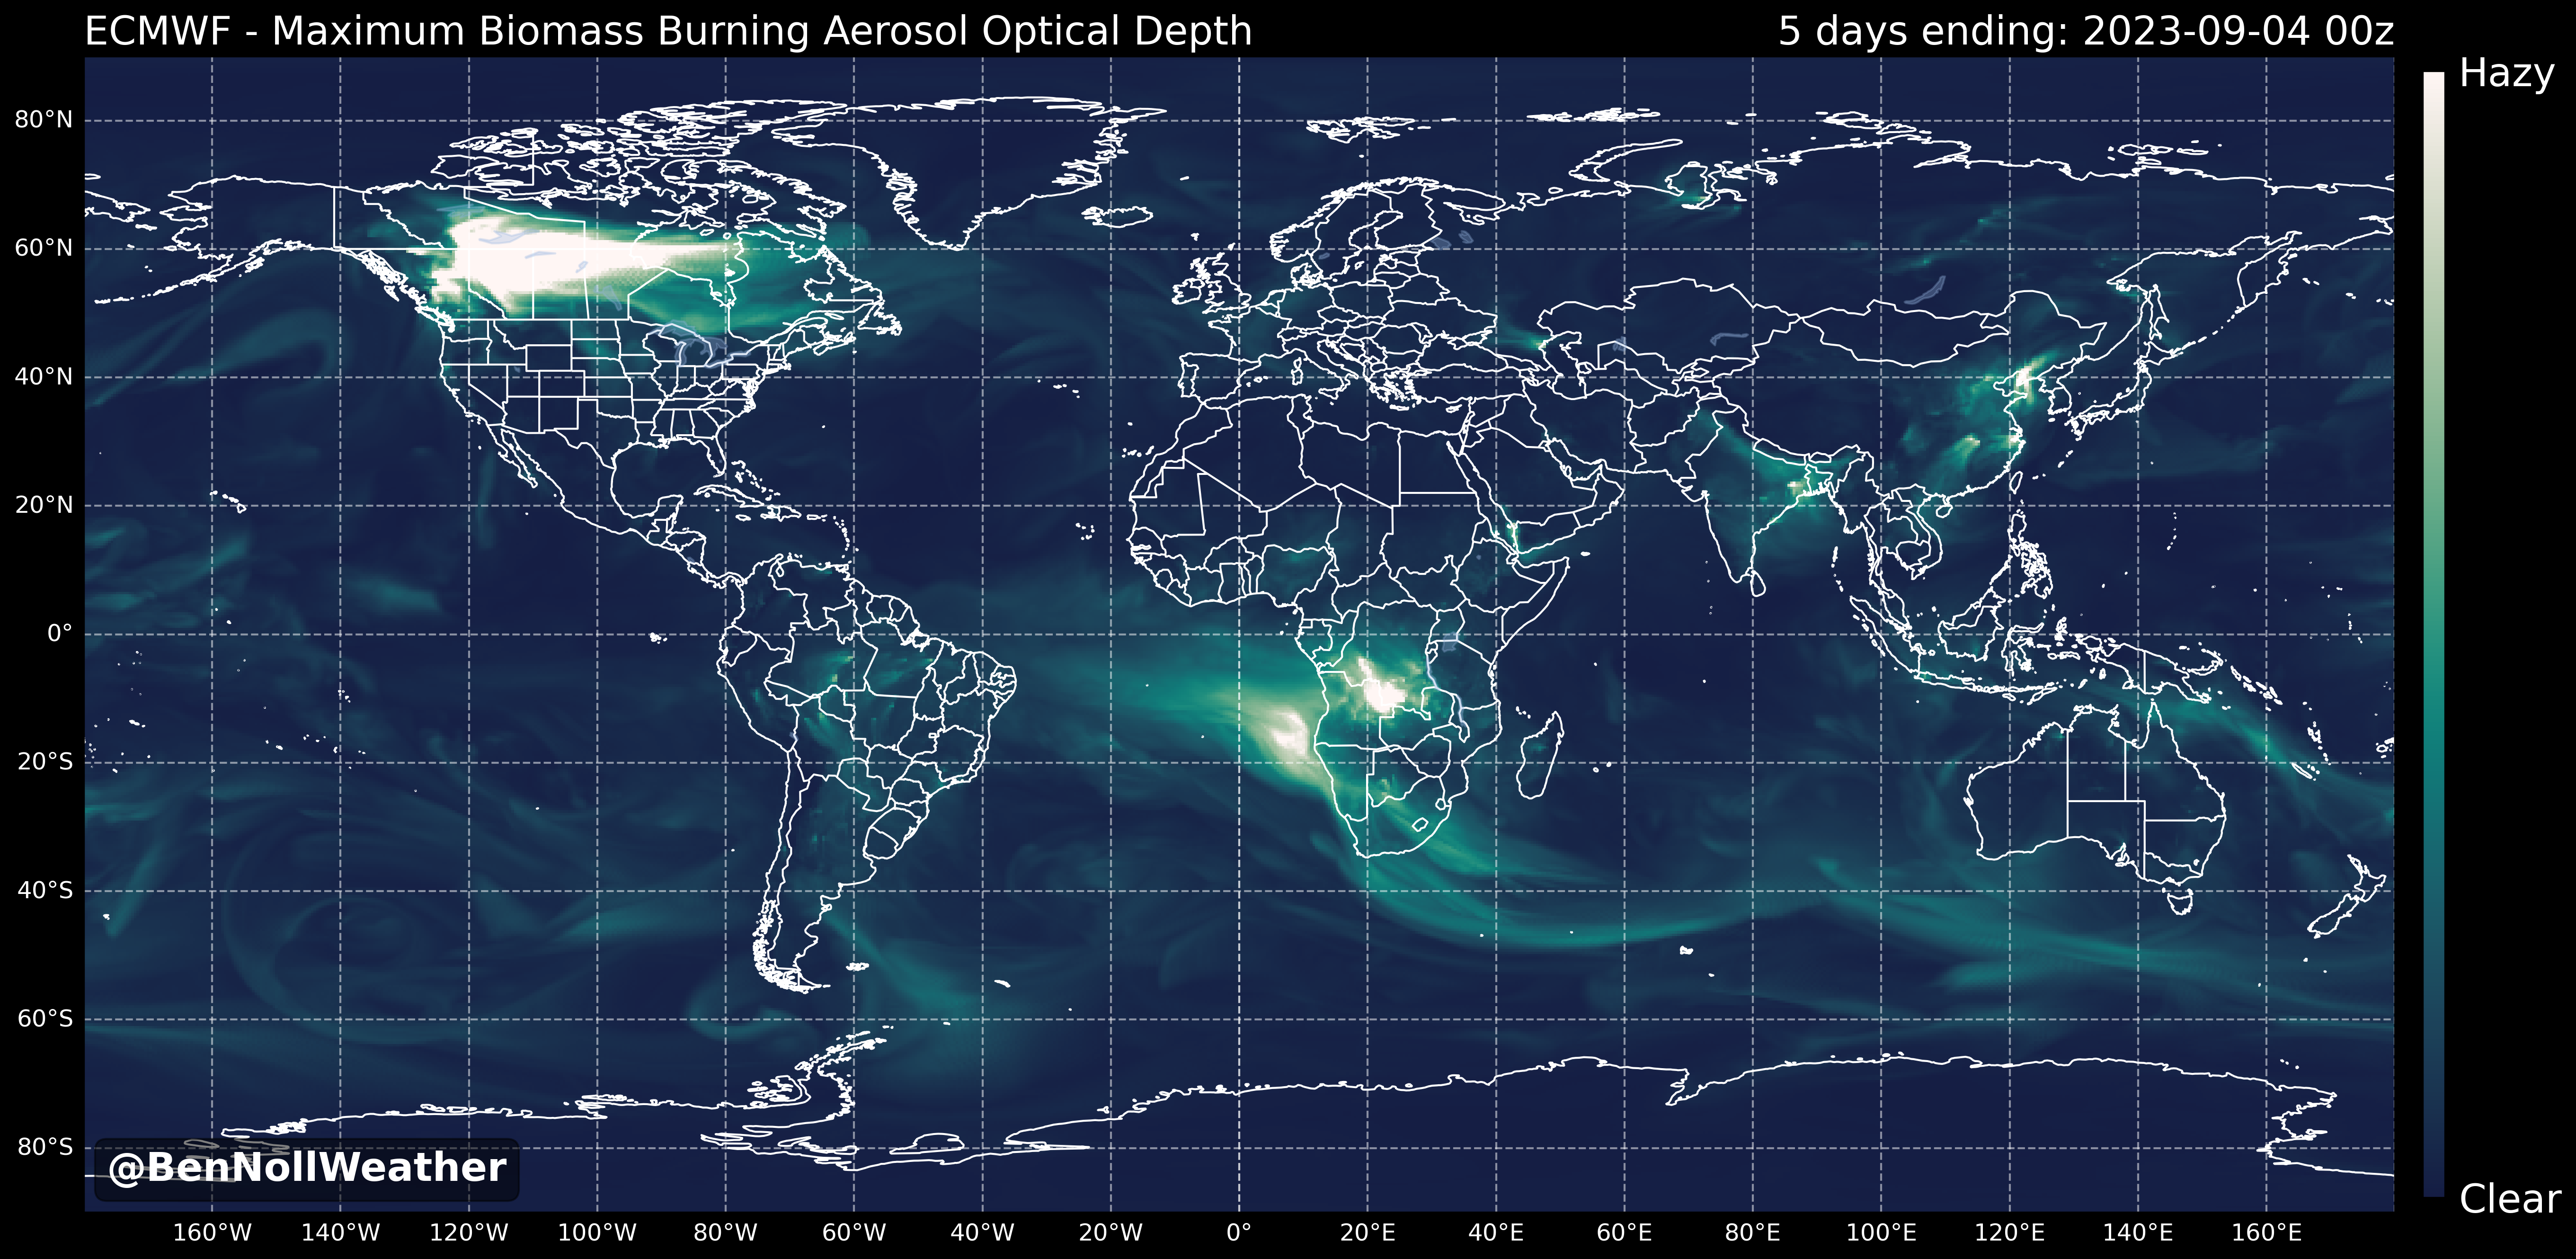 ECMWF - Maximum Biomass Burning Aerosol Optical Depth
5 days ending: 2023-09-04 00z
Hazy
80°N
60°N
40°N
20°N
0°
20°S
40°S
60°S
80°S
@BenNollWeather
Clear
160°W 140°W 120°W 100°W 80°W 60°W 40°W 20°W 0° 20°E 40°E 60°E 80°E 100°E 120°E 140°E 160°E